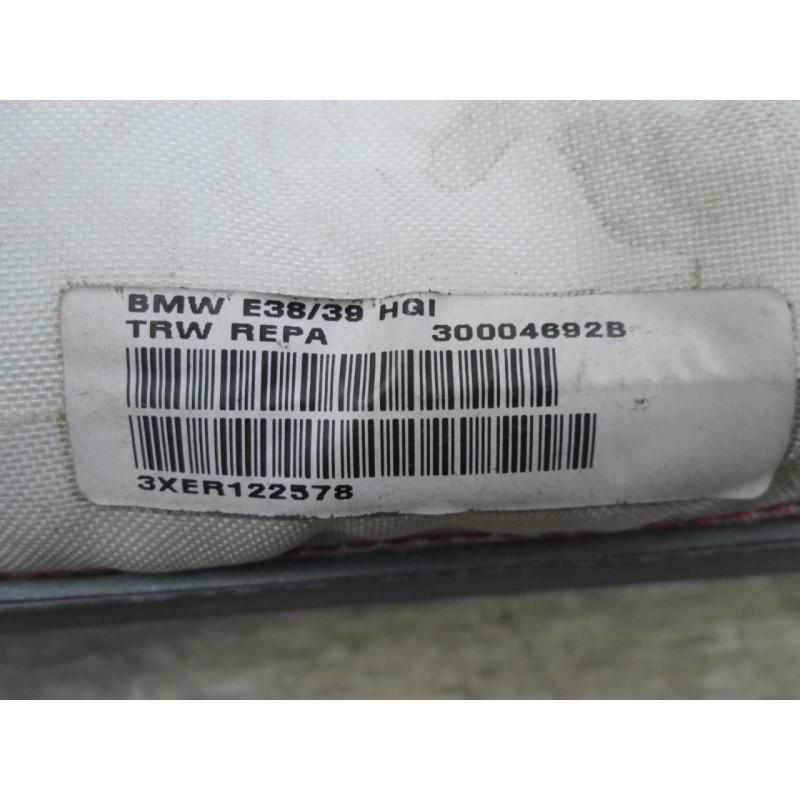 BMW E38/39 HQI
TRW REPA 30004692B
3XER122578